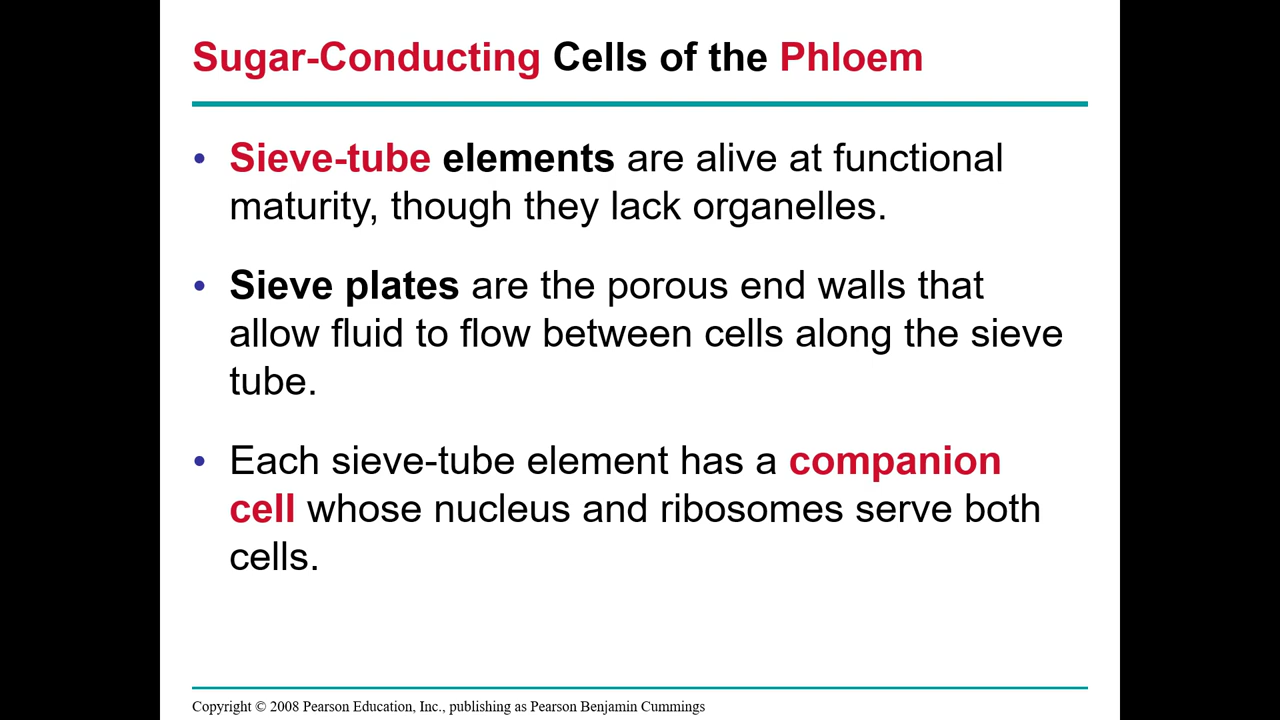 Sugar-Conducting Cells of the Phloem
• Sieve-tube elements are alive at functional
maturity, though they lack organelles.
• Sieve plates are the porous end walls that
allow fluid to flow between cells along the sieve
tube.
• Each sieve-tube element has a companion
cell whose nucleus and ribosomes serve both
cells.
Copyright © 2008 Pearson Education, Inc., publishing as Pearson Benjamin Cummings